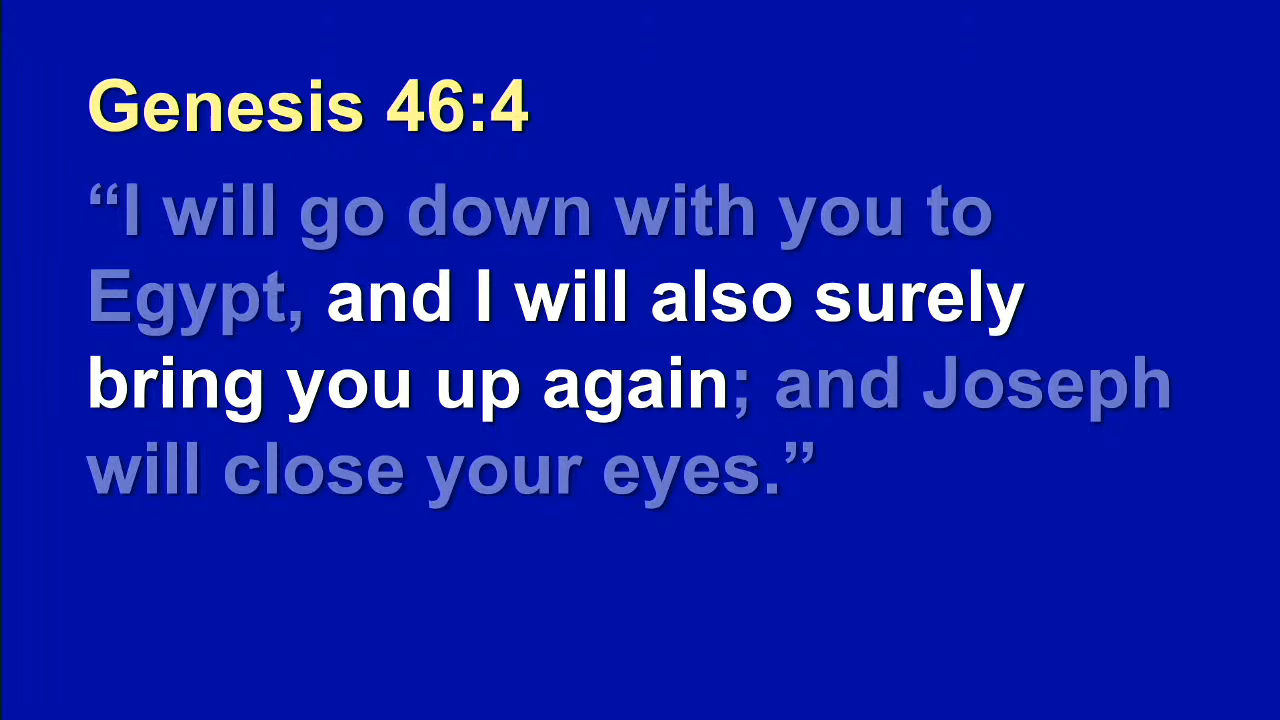 Genesis 46:4
“I will go down with you to
Egypt, and I will also surely
bring you up again; and Joseph
will close your eyes.”